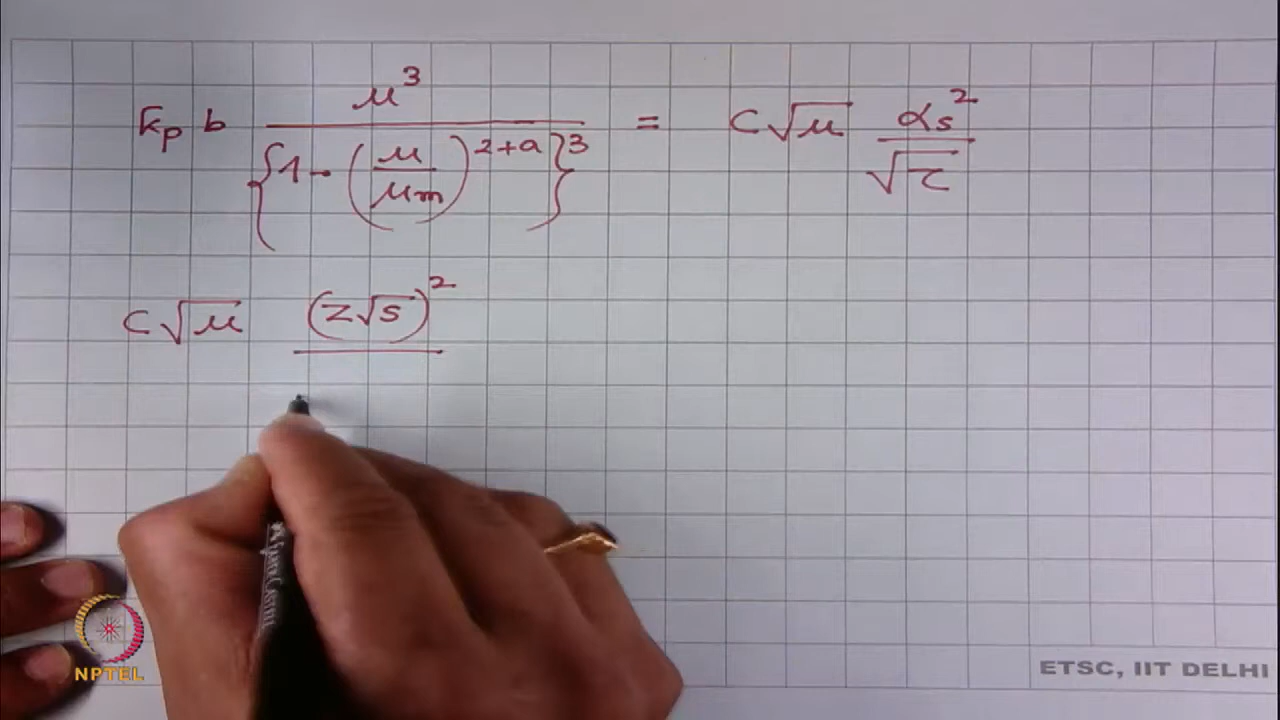 kp b μ³ / {1 - (μ/μm)^(2+a)}³ = C√μ αs² / √τ
C√μ (z√s)²
NPTEL
ETSC, IIT DELHI